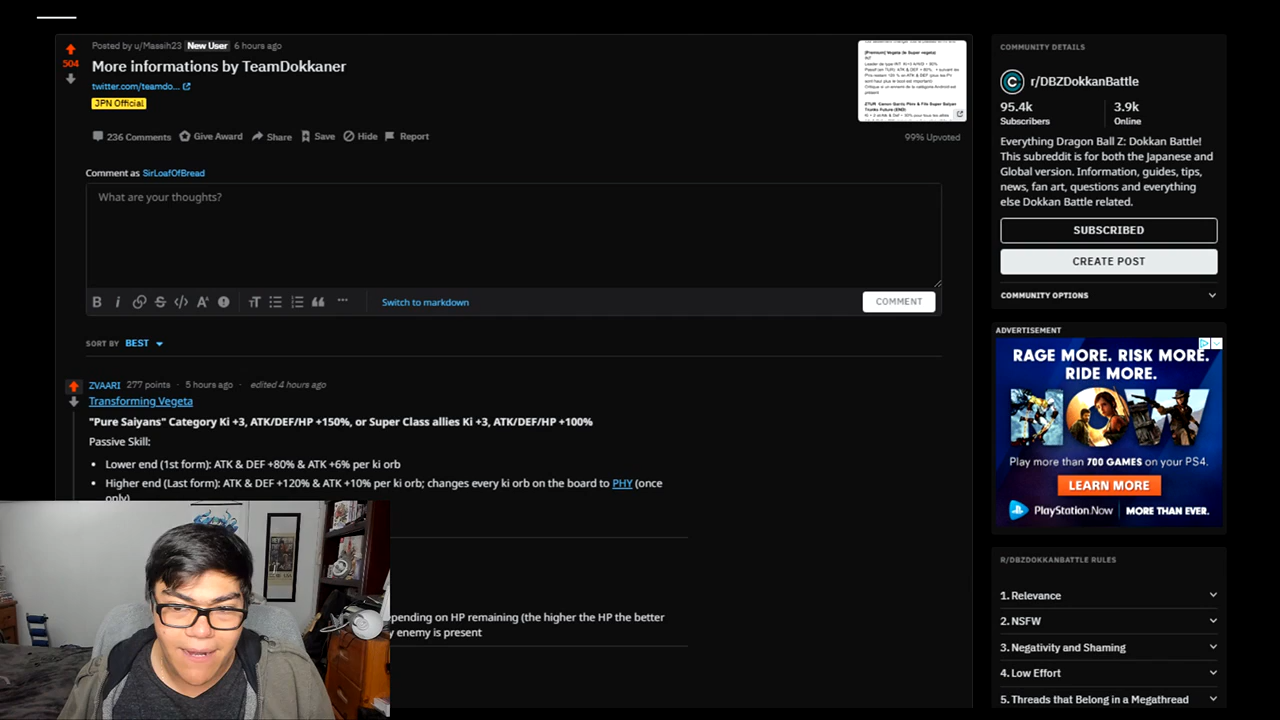 Posted by u/Massih23 New User 6 hours ago
504
More information by TeamDokkaner
twitter.com/teamdo...
JPN Official
236 Comments Give Award Share Save Hide Report
99% Upvoted
Comment as SirLoafOfBread
What are your thoughts?
B i S </> A
Switch to markdown
COMMENT
SORT BY BEST
ZVAARI 277 points · 5 hours ago · edited 4 hours ago
Transforming Vegeta
"Pure Saiyans" Category Ki +3, ATK/DEF/HP +150%, or Super Class allies Ki +3, ATK/DEF/HP +100%
Passive Skill:
• Lower end (1st form): ATK & DEF +80% & ATK +6% per ki orb
• Higher end (Last form): ATK & DEF +120% & ATK +10% per ki orb; changes every ki orb on the board to PHY (once
only)
pending on HP remaining (the higher the HP the better
y enemy is present
COMMUNITY DETAILS
r/DBZDokkanBattle
95.4k 3.9k
Subscribers Online
Everything Dragon Ball Z: Dokkan Battle!
This subreddit is for both the Japanese and
Global version. Information, guides, tips,
news, fan art, questions and everything
else Dokkan Battle related.
SUBSCRIBED
CREATE POST
COMMUNITY OPTIONS
ADVERTISEMENT
RAGE MORE. RISK MORE.
RIDE MORE.
NOW
Play more than 700 GAMES on your PS4.
LEARN MORE
PlayStation.Now MORE THAN EVER.
R/DBZDOKKANBATTLE RULES
1. Relevance
2. NSFW
3. Negativity and Shaming
4. Low Effort
5. Threads that Belong in a Megathread